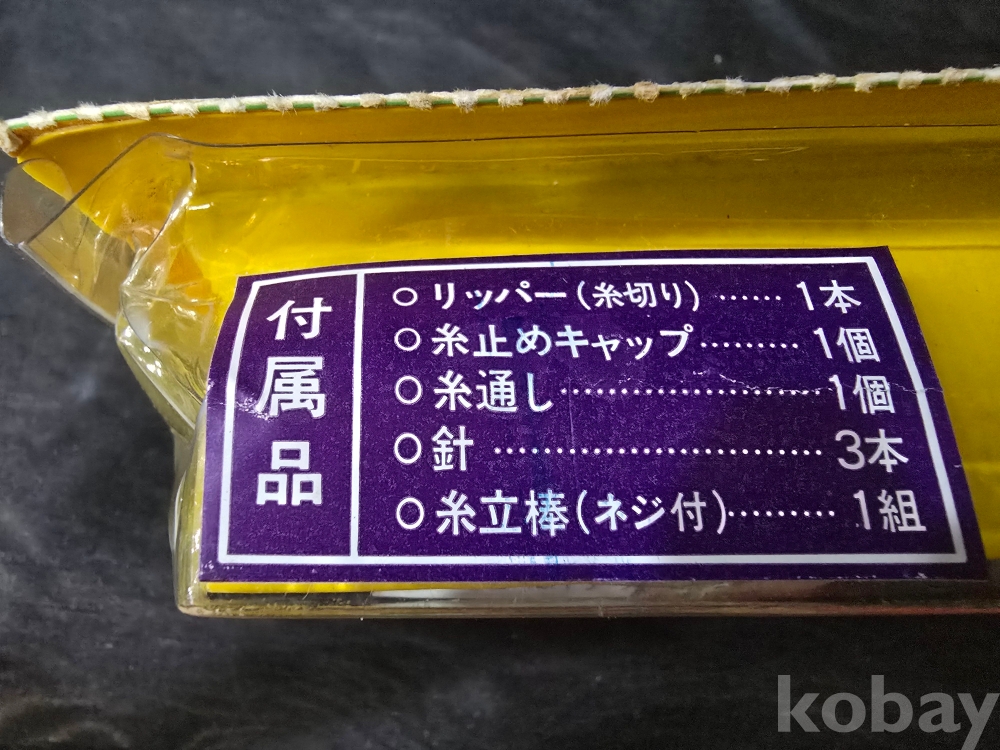 付属品
○リッパー(糸切り)……1本
○糸止めキャップ………1個
○糸通し……………………1個
○針…………………………3本
○糸立棒(ネジ付)………1組
kobay